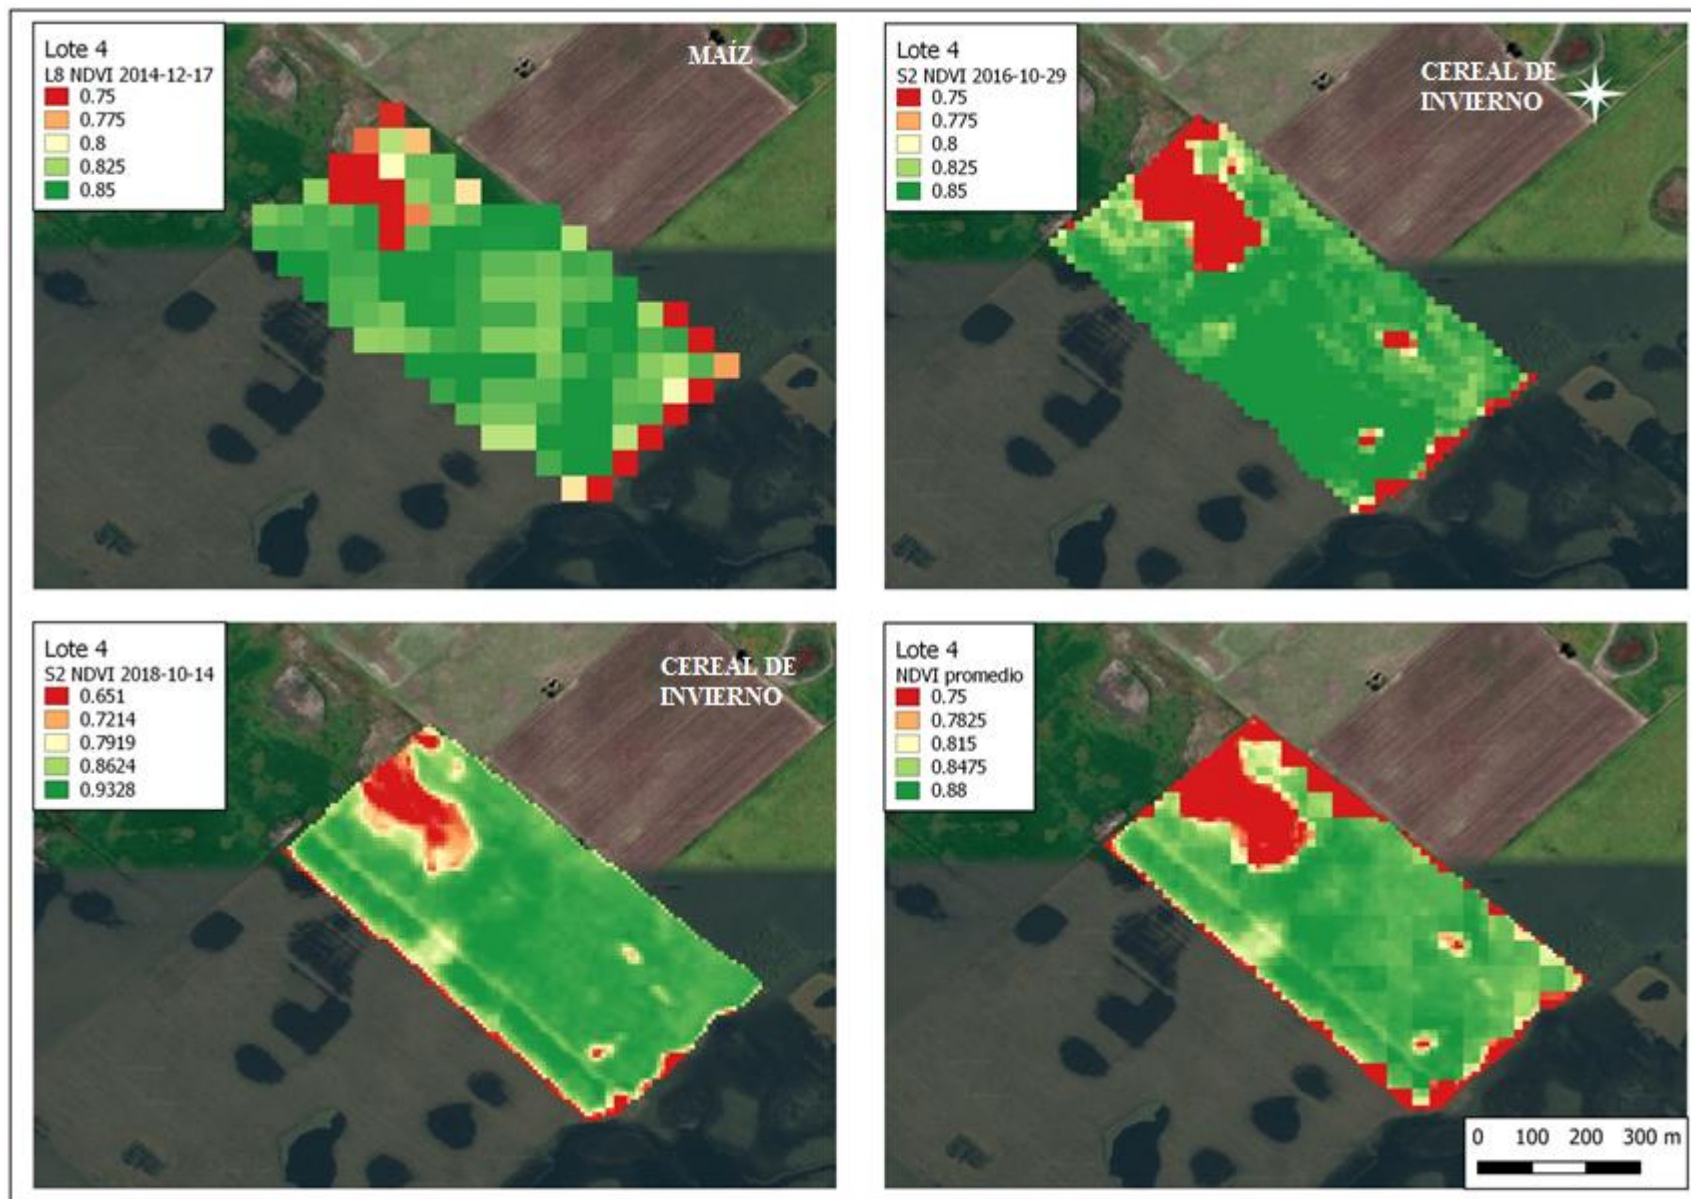 Lote 4
L8 NDVI 2014-12-17
0.75
0.775
0.8
0.825
0.85
MAÍZ
Lote 4
S2 NDVI 2016-10-29
0.75
0.775
0.8
0.825
0.85
CEREAL DE
INVIERNO
Lote 4
S2 NDVI 2018-10-14
0.651
0.7214
0.7919
0.8624
0.9328
CEREAL DE
INVIERNO
Lote 4
NDVI promedio
0.75
0.7825
0.815
0.8475
0.88
0 100 200 300 m